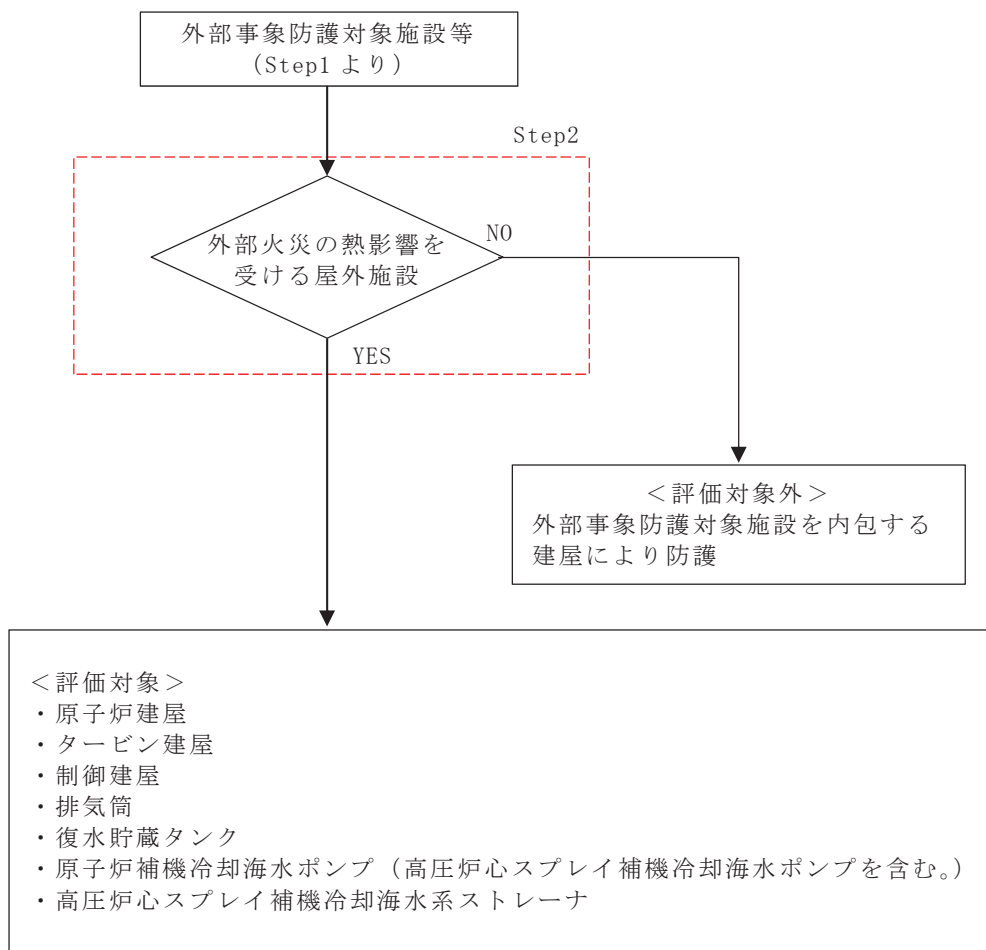 外部事象防護対象施設等
(Step1 より)
Step2
外部火災の熱影響を
受ける屋外施設
NO
YES
＜評価対象外＞
外部事象防護対象施設を内包する
建屋により防護
＜評価対象＞
・原子炉建屋
・タービン建屋
・制御建屋
・排気筒
・復水貯蔵タンク
・原子炉補機冷却海水ポンプ（高圧炉心スプレイ補機冷却海水ポンプを含む。）
・高圧炉心スプレイ補機冷却海水系ストレーナ